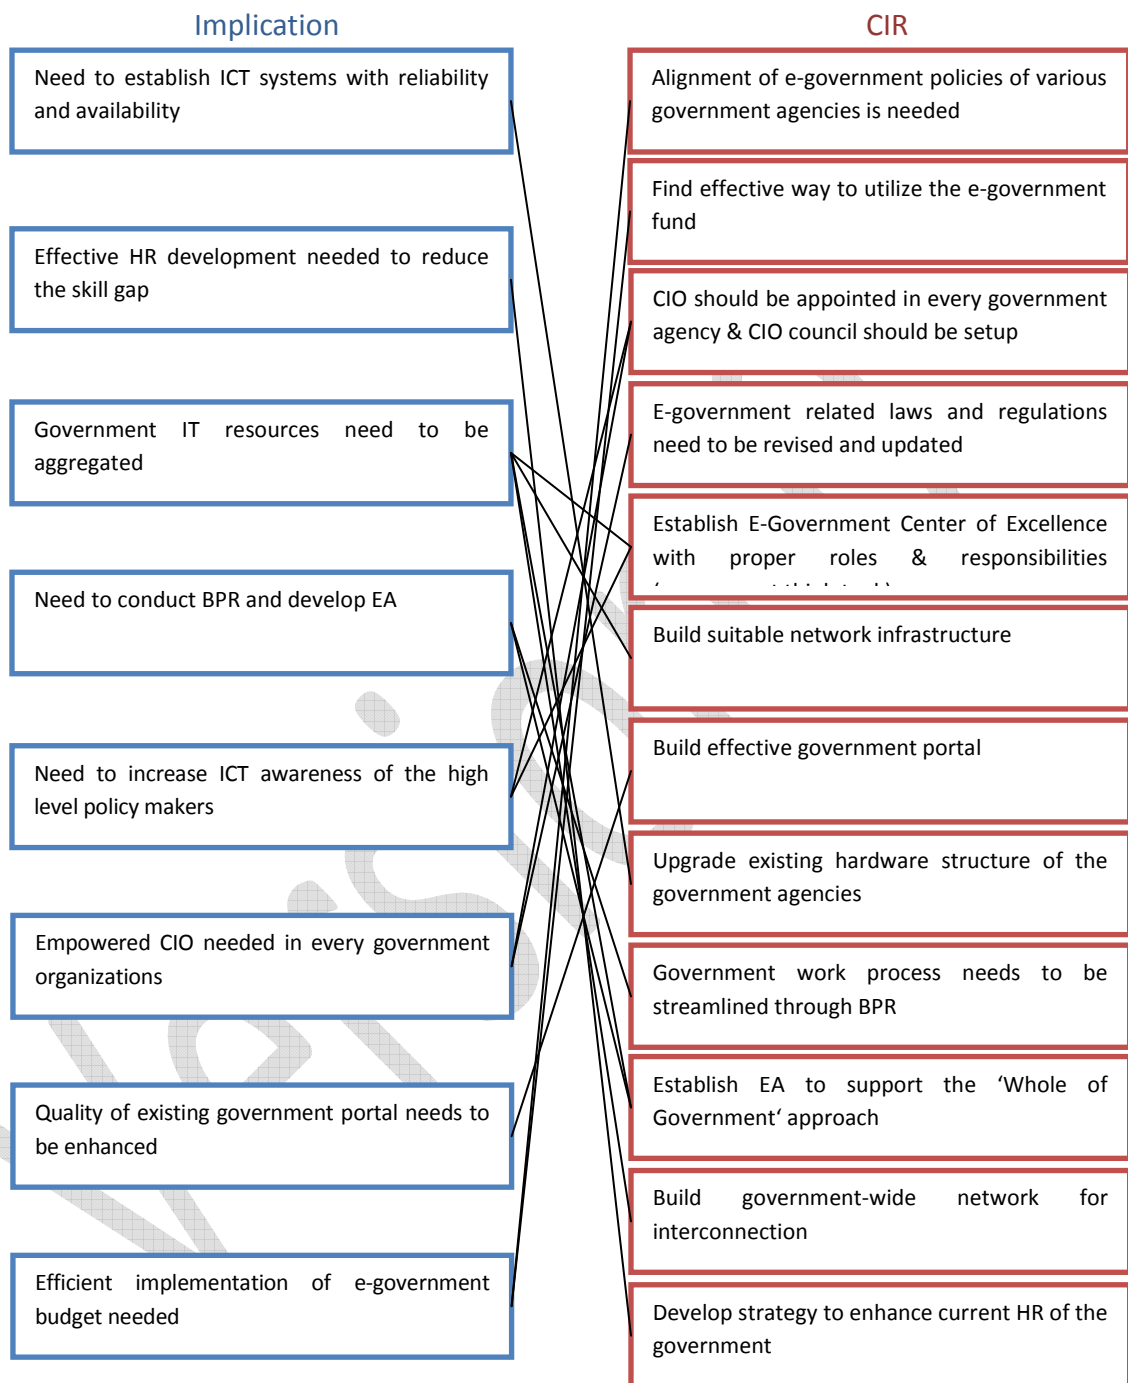 Implication
Need to establish ICT systems with reliability
and availability
Effective HR development needed to reduce
the skill gap
Government IT resources need to be
aggregated
Need to conduct BPR and develop EA
Need to increase ICT awareness of the high
level policy makers
Empowered CIO needed in every government
organizations
Quality of existing government portal needs to
be enhanced
Efficient implementation of e-government
budget needed
CIR
Alignment of e-government policies of various
government agencies is needed
Find effective way to utilize the e-government
fund
CIO should be appointed in every government
agency & CIO council should be setup
E-government related laws and regulations
need to be revised and updated
Establish E-Government Center of Excellence
with proper roles & responsibilities
Build suitable network infrastructure
Build effective government portal
Upgrade existing hardware structure of the
government agencies
Government work process needs to be
streamlined through BPR
Establish EA to support the ‘Whole of
Government‘ approach
Build government-wide network for
interconnection
Develop strategy to enhance current HR of the
government